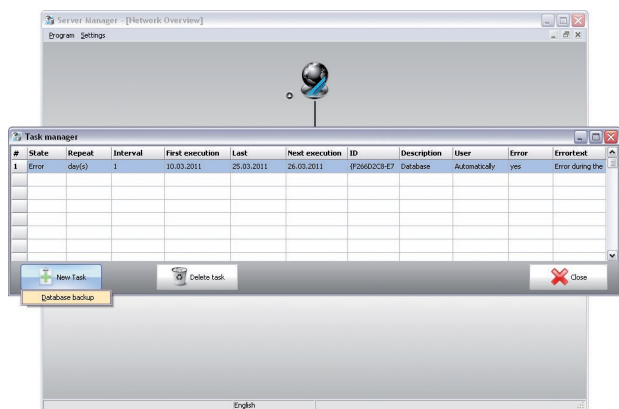 Server Manager - [Network Overview]
Program Settings
Task manager
# State Repeat Interval First execution Last Next execution ID Description User Error Errortext
1 Error day(s) 1 10.03.2011 25.03.2011 26.03.2011 {F266D2C8-E7 Database Automatically yes Error during the
New Task Delete task Close
Database backup
English